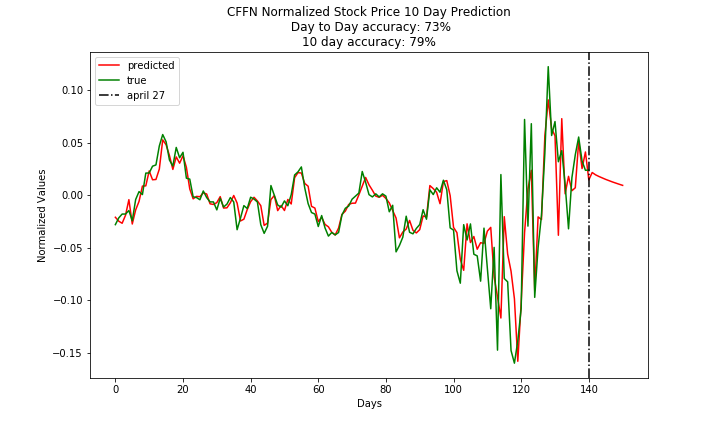 CFFN Normalized Stock Price 10 Day Prediction
Day to Day accuracy: 73%
10 day accuracy: 79%
predicted
true
april 27
Normalized Values
0.10
0.05
0.00
−0.05
−0.10
−0.15
0 20 40 60 80 100 120 140
Days